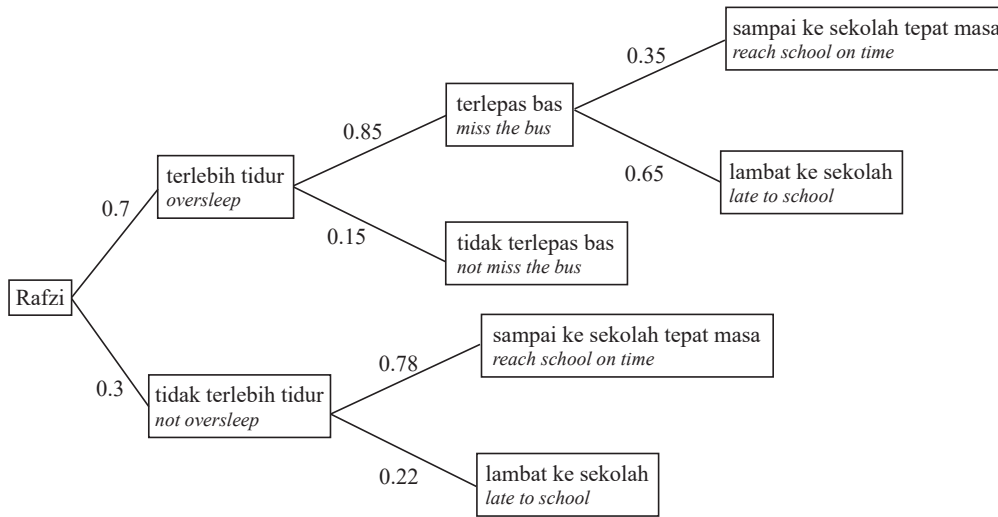 sampai ke sekolah tepat masa
reach school on time
0.35
terlepas bas
miss the bus
0.85
0.65
lambat ke sekolah
late to school
terlebih tidur
oversleep
0.7
0.15
tidak terlepas bas
not miss the bus
Rafzi
sampai ke sekolah tepat masa
reach school on time
0.78
0.3
tidak terlebih tidur
not oversleep
0.22
lambat ke sekolah
late to school